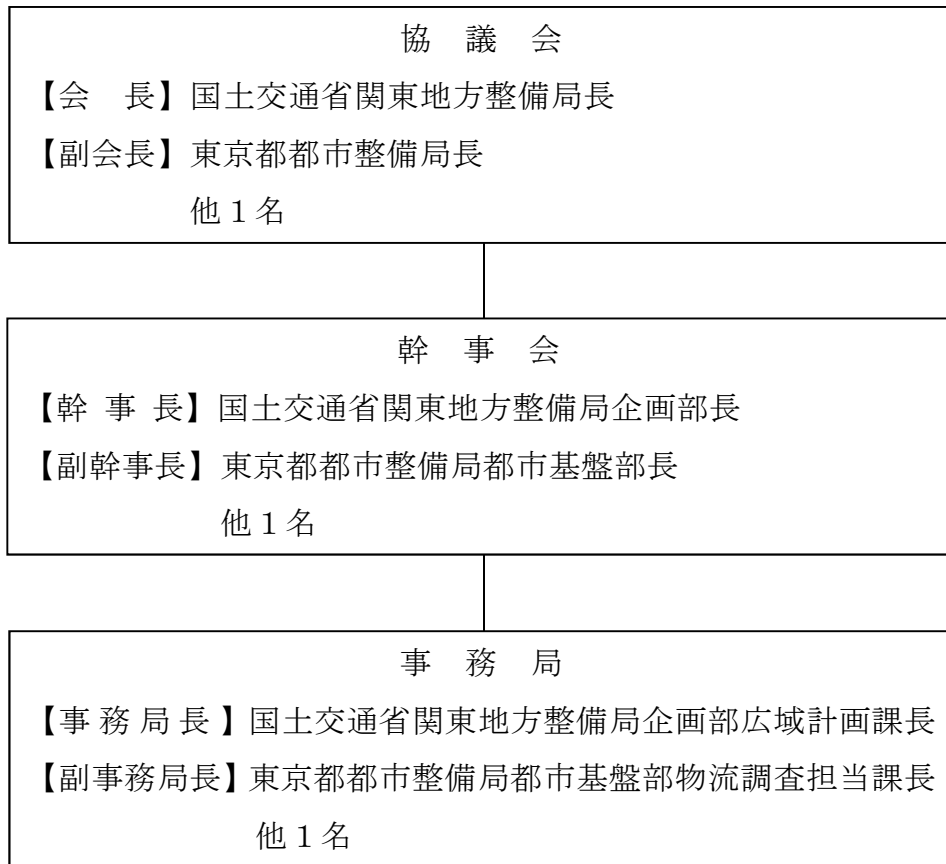 協　議　会
【会　長】国土交通省関東地方整備局長
【副会長】東京都都市整備局長
他１名
幹　事　会
【幹 事 長】国土交通省関東地方整備局企画部長
【副幹事長】東京都都市整備局都市基盤部長
他１名
事　務　局
【事 務 局 長 】国土交通省関東地方整備局企画部広域計画課長
【副事務局長】東京都都市整備局都市基盤部物流調査担当課長
他１名